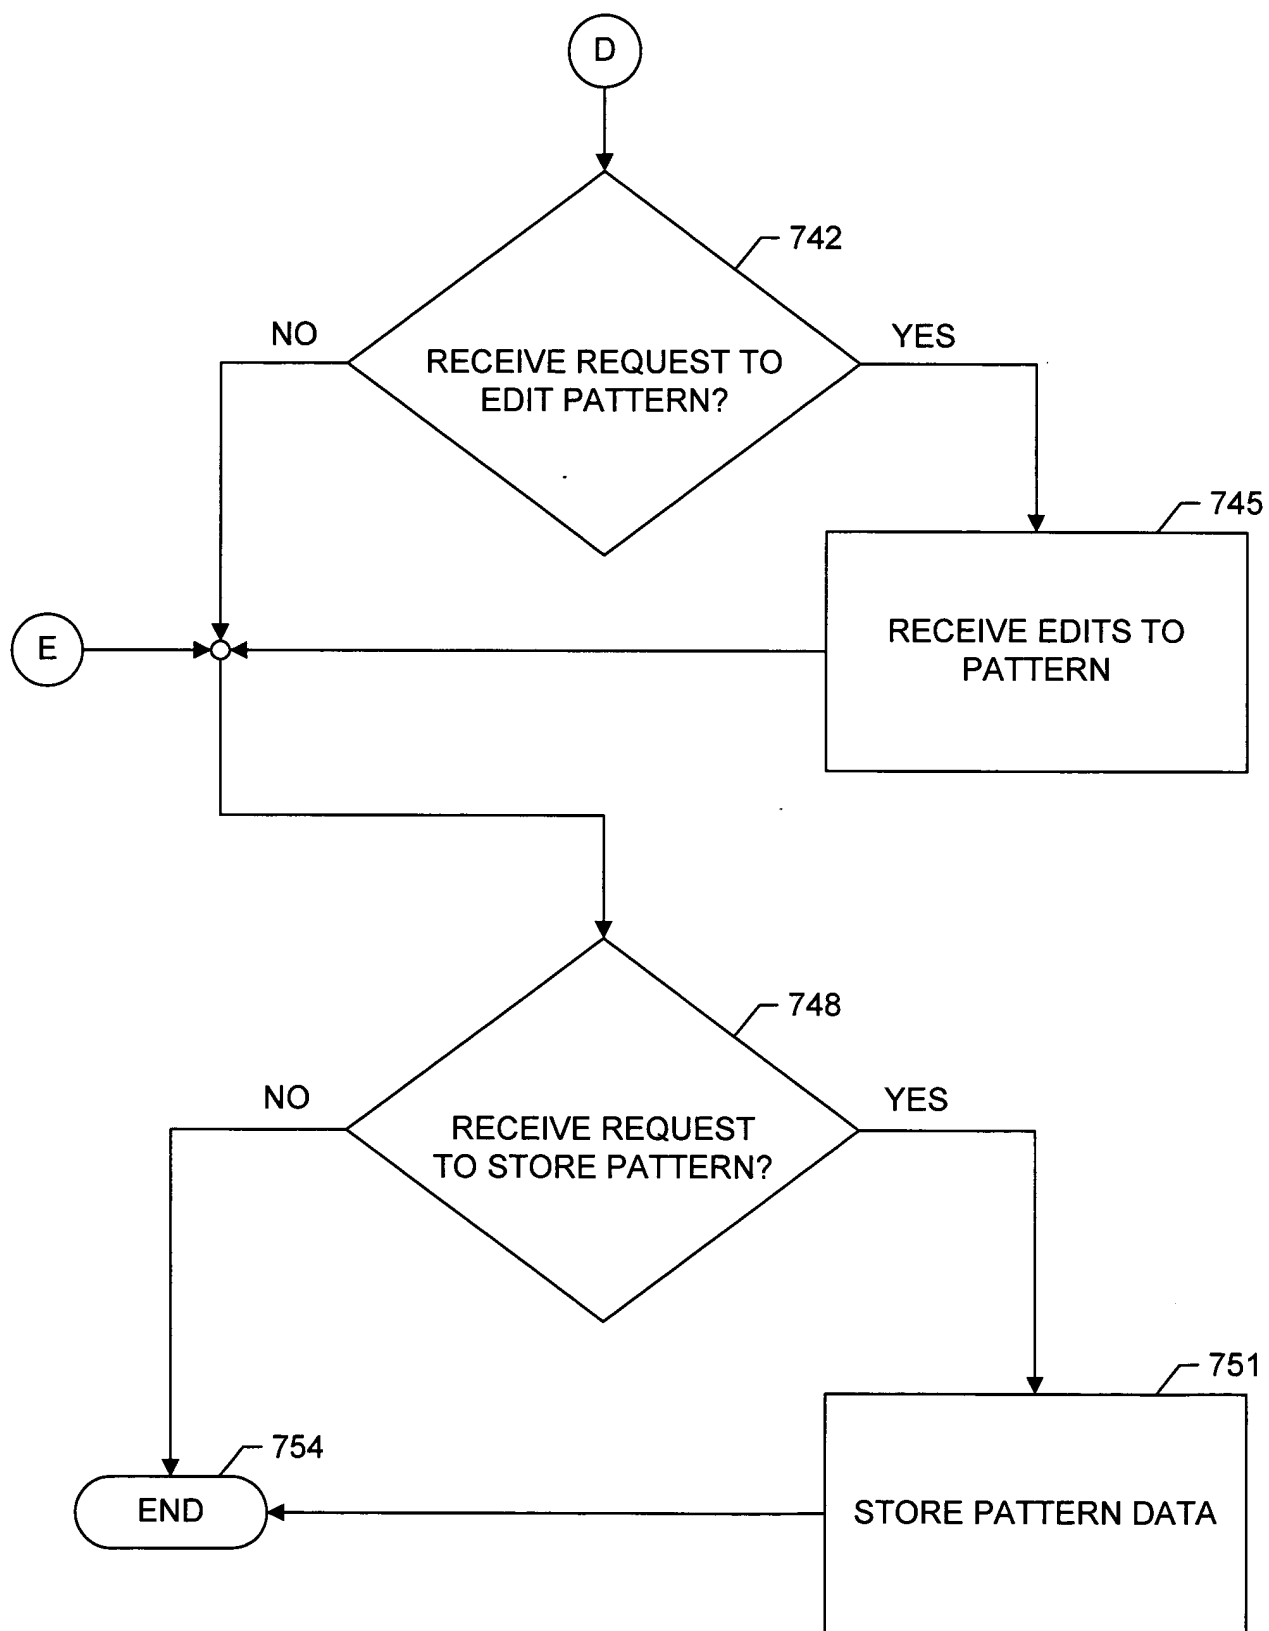 D
742
NO
YES
RECEIVE REQUEST TO
EDIT PATTERN?
745
E
RECEIVE EDITS TO
PATTERN
748
NO
YES
RECEIVE REQUEST
TO STORE PATTERN?
751
754
END
STORE PATTERN DATA